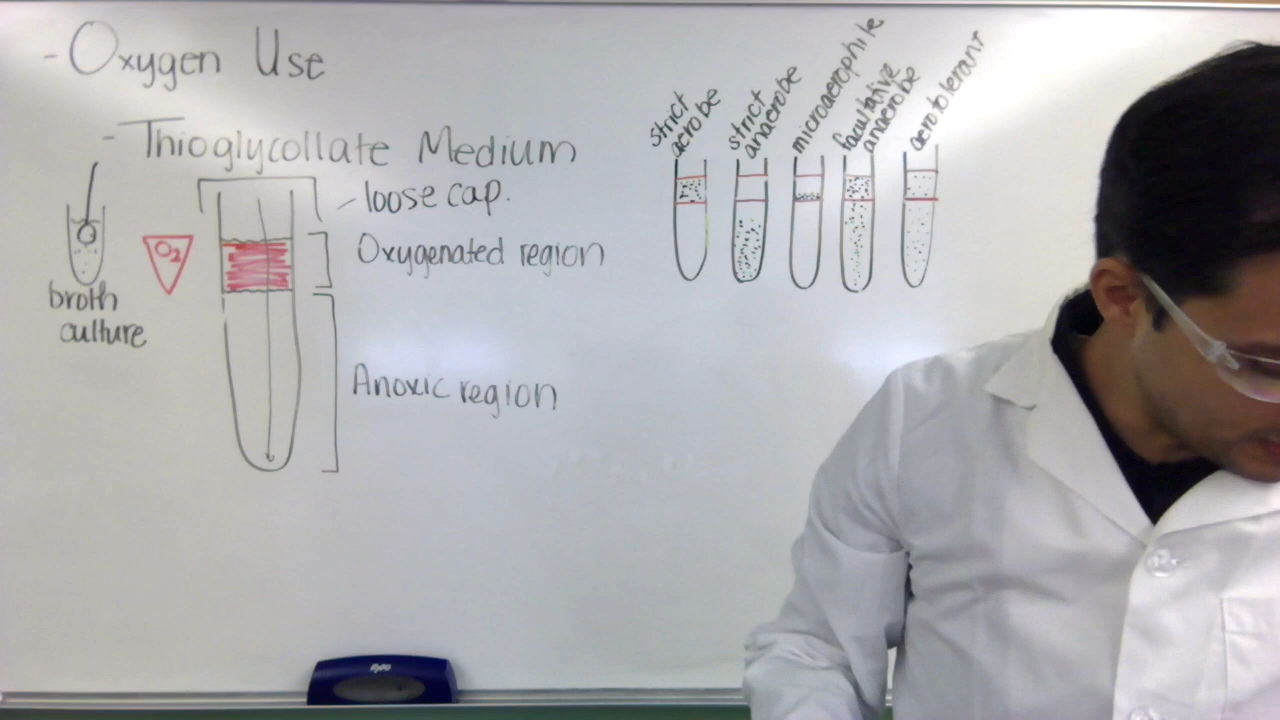 - Oxygen Use
- Thioglycollate Medium
loose cap.
O2
Oxygenated region
broth
culture
Anoxic region
strict
aerobe
strict
anaerobe
microaerophile
facultative
anaerobe
aerotolerant
EXPO